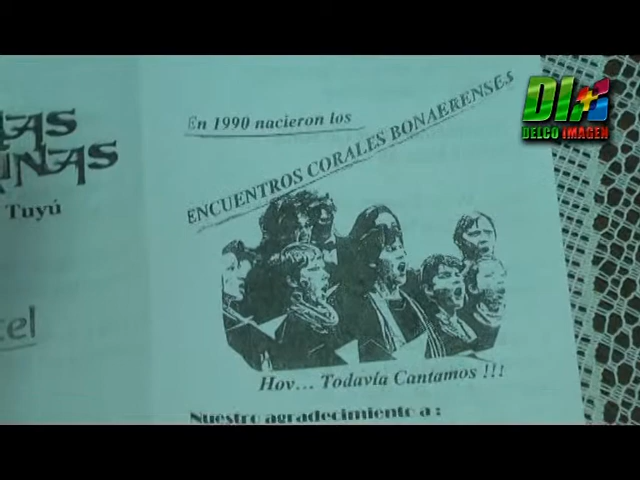 En 1990 nacieron los
ENCUENTROS CORALES BONAERENSES
Hoy... Todavía Cantamos !!!
Nuestro agradecimiento a :
Tuyú
DELCO IMAGEN